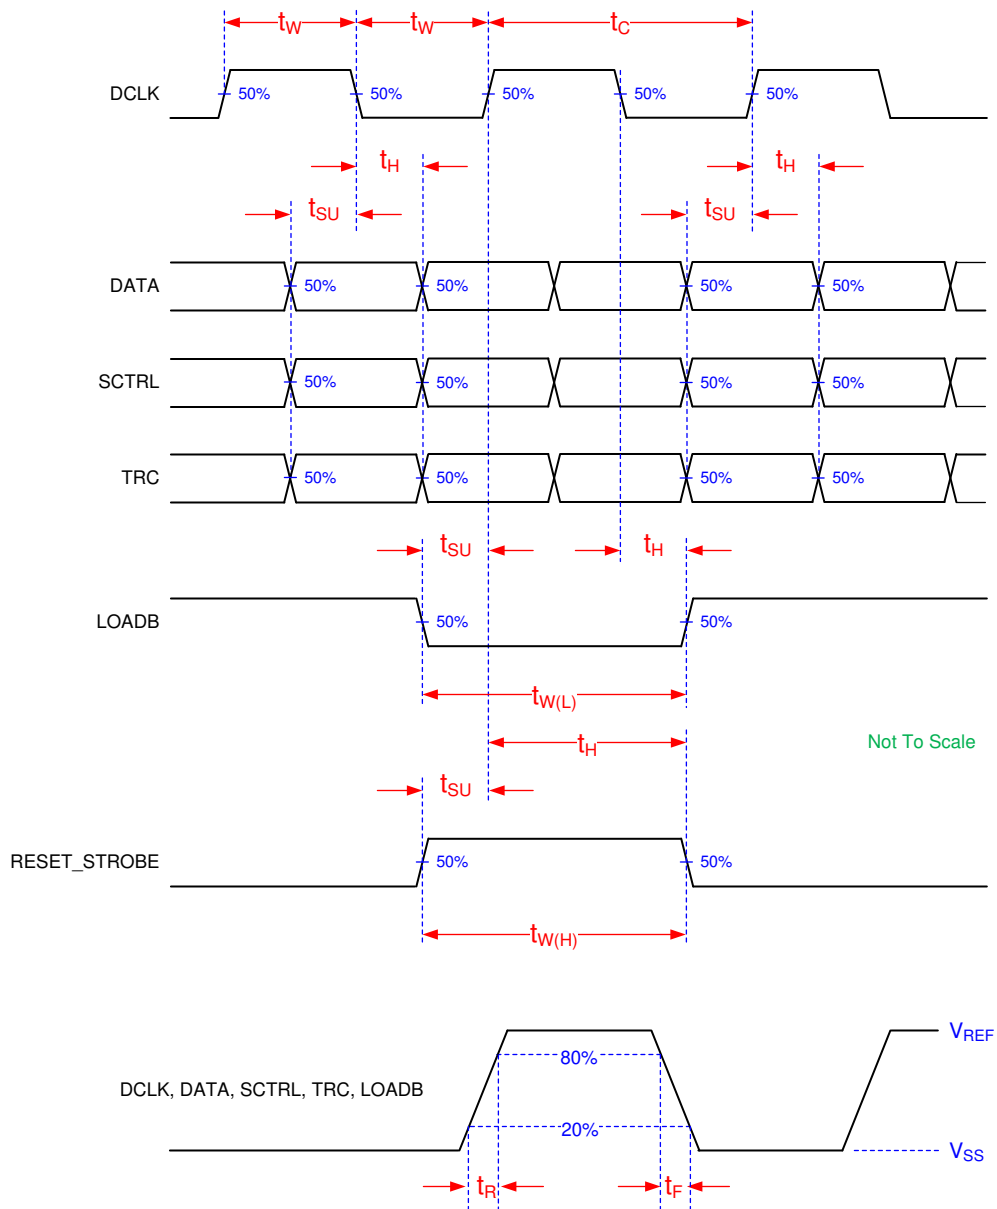 tW tW tC
DCLK 50% 50% 50% 50% 50%
tH tH
tSU tSU
DATA 50% 50% 50% 50%
SCTRL 50% 50% 50% 50%
TRC 50% 50% 50% 50%
tSU tH
LOADB 50% 50%
tW(L)
tH Not To Scale
tSU
RESET_STROBE 50% 50%
tW(H)
VREF
80%
DCLK, DATA, SCTRL, TRC, LOADB
20%
VSS
tR tF